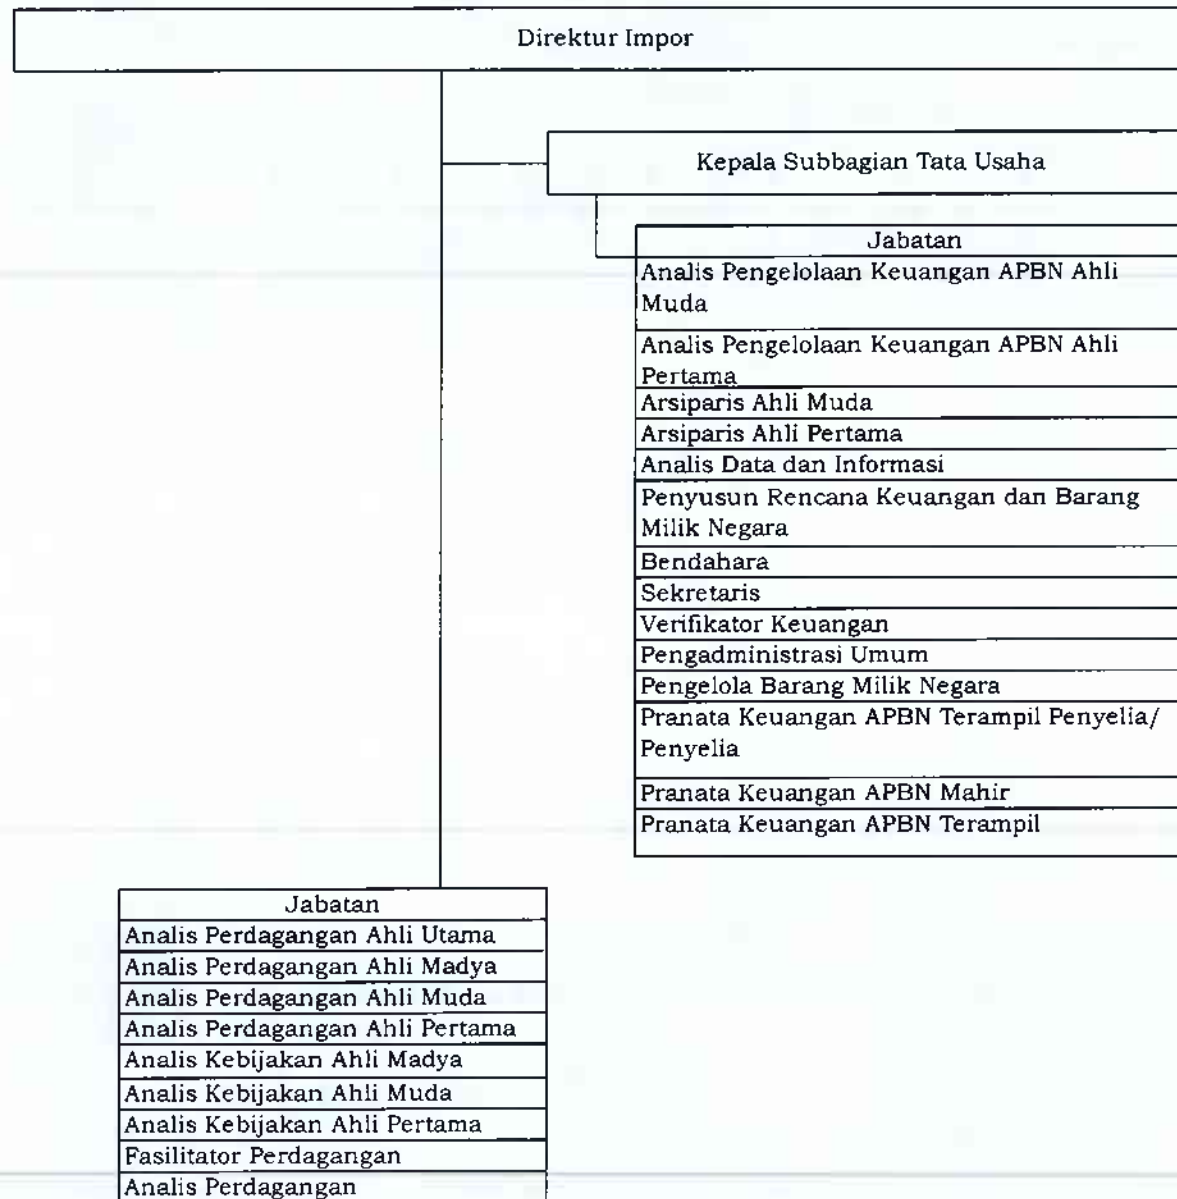 Direktur Impor
Kepala Subbagian Tata Usaha
Jabatan
Analis Pengelolaan Keuangan APBN Ahli
Muda
Analis Pengelolaan Keuangan APBN Ahli
Pertama
Arsiparis Ahli Muda
Arsiparis Ahli Pertama
Analis Data dan Informasi
Penyusun Rencana Keuangan dan Barang
Milik Negara
Bendahara
Sekretaris
Verifikator Keuangan
Pengadministrasi Umum
Pengelola Barang Milik Negara
Pranata Keuangan APBN Terampil Penyelia/
Penyelia
Pranata Keuangan APBN Mahir
Pranata Keuangan APBN Terampil
Jabatan
Analis Perdagangan Ahli Utama
Analis Perdagangan Ahli Madya
Analis Perdagangan Ahli Muda
Analis Perdagangan Ahli Pertama
Analis Kebijakan Ahli Madya
Analis Kebijakan Ahli Muda
Analis Kebijakan Ahli Pertama
Fasilitator Perdagangan
Analis Perdagangan